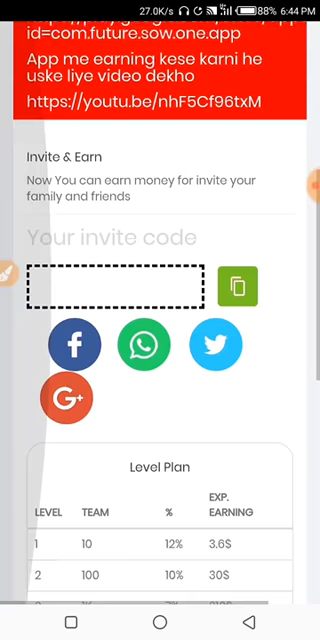 27.0K/s 88% 6:44 PM
id=com.future.sow.one.app
App me earning kese karni he
uske liye video dekho
https://youtu.be/nhF5Cf96txM
Invite & Earn
Now You can earn money for invite your
family and friends
Your invite code
Level Plan
LEVEL TEAM % EXP. EARNING
1 10 12% 3.6$
2 100 10% 30$